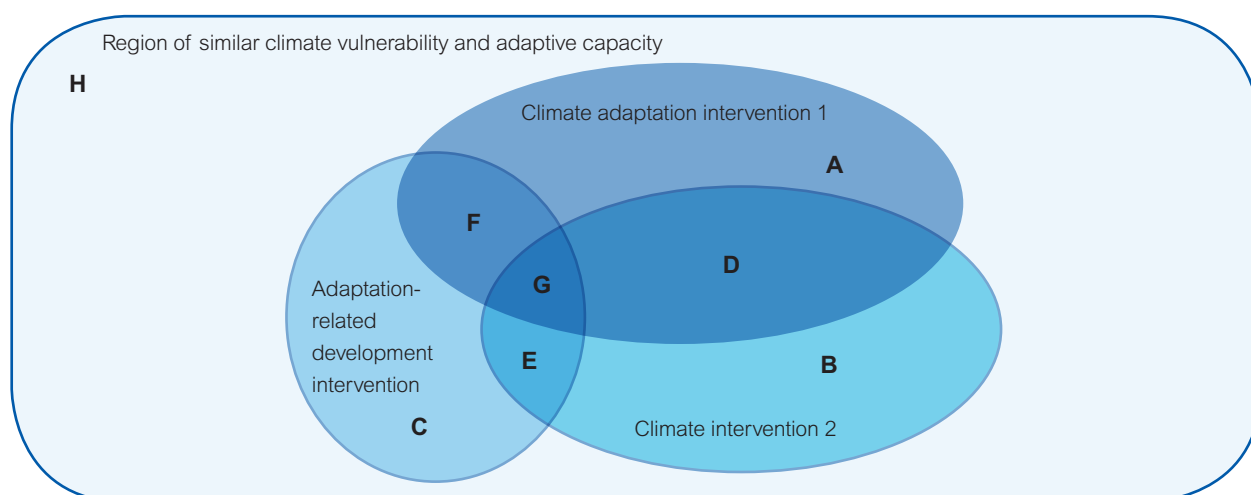 Region of similar climate vulnerability and adaptive capacity
H
Climate adaptation intervention 1
A
F
D
G
Adaptation-
related
development
intervention
E
B
C
Climate intervention 2